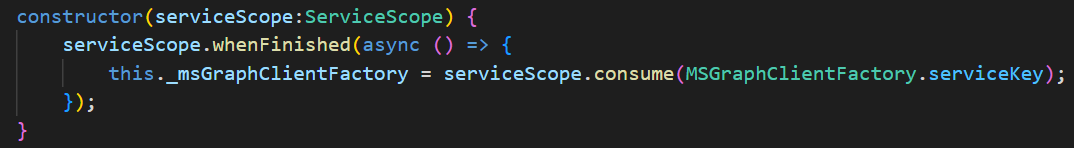 constructor(serviceScope:ServiceScope) {
serviceScope.whenFinished(async () => {
this._msGraphClientFactory = serviceScope.consume(MSGraphClientFactory.serviceKey);
});
}